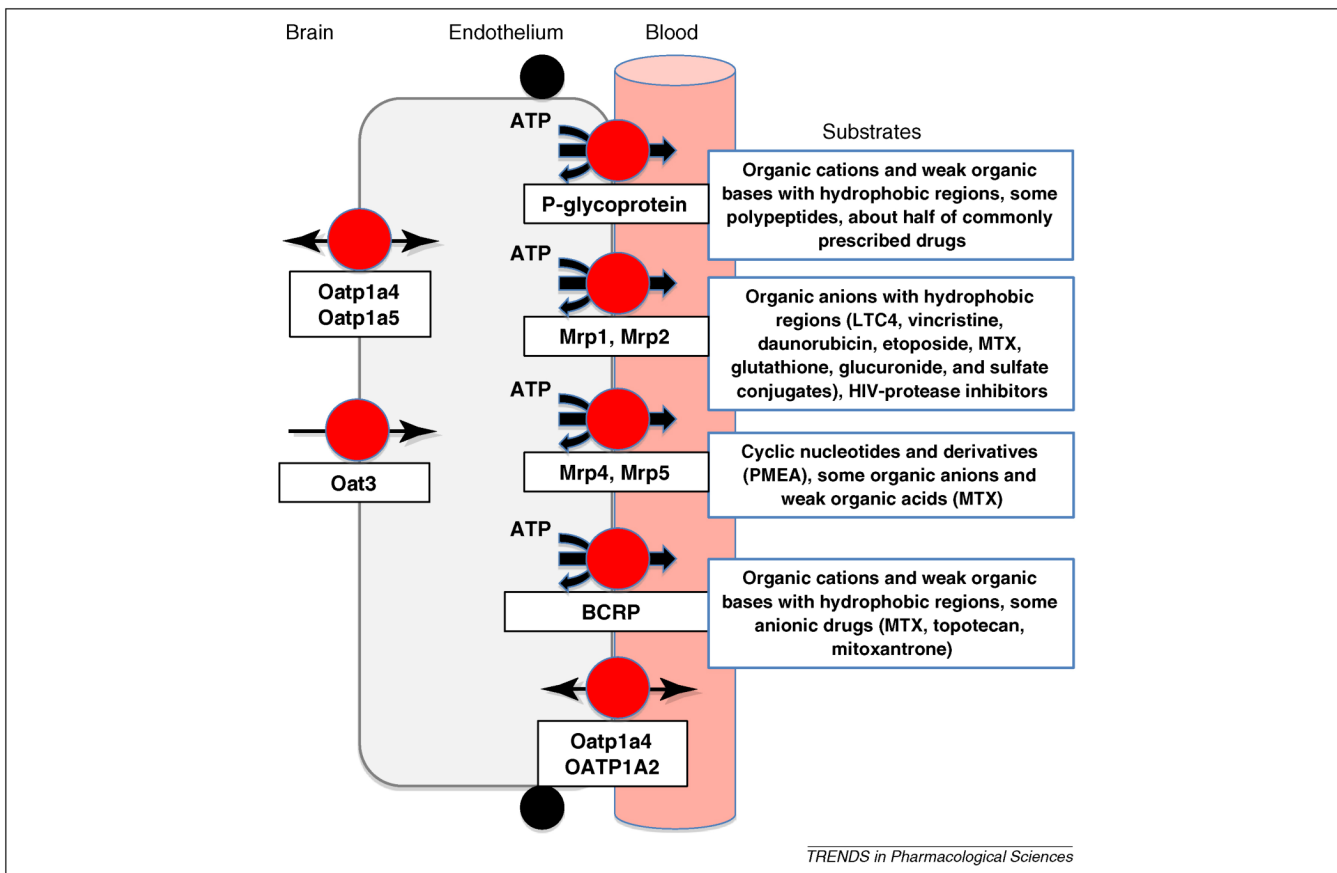 Brain
Endothelium
Blood
Substrates
ATP
P-glycoprotein
Organic cations and weak organic
bases with hydrophobic regions, some
polypeptides, about half of commonly
prescribed drugs
Oatp1a4
Oatp1a5
ATP
Mrp1, Mrp2
Organic anions with hydrophobic
regions (LTC4, vincristine,
daunorubicin, etoposide, MTX,
glutathione, glucuronide, and sulfate
conjugates), HIV-protease inhibitors
Oat3
ATP
Mrp4, Mrp5
Cyclic nucleotides and derivatives
(PMEA), some organic anions and
weak organic acids (MTX)
ATP
BCRP
Organic cations and weak organic
bases with hydrophobic regions, some
anionic drugs (MTX, topotecan,
mitoxantrone)
Oatp1a4
OATP1A2
TRENDS in Pharmacological Sciences